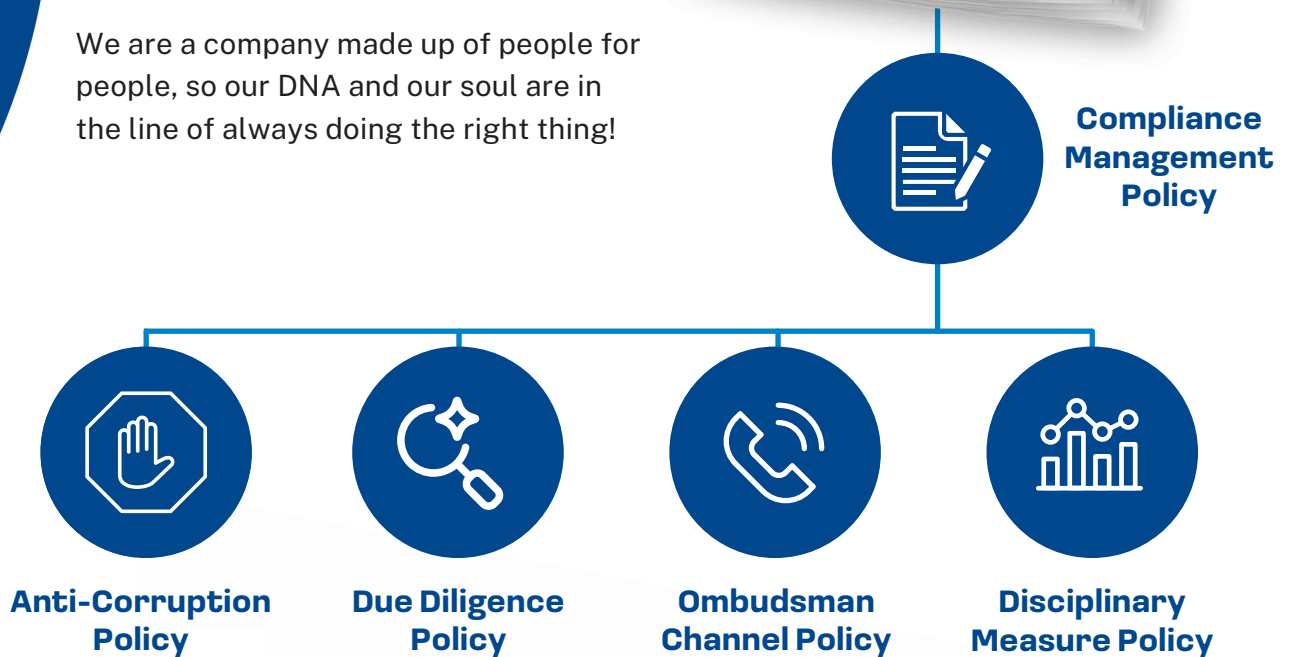 We are a company made up of people for
people, so our DNA and our soul are in
the line of always doing the right thing!
Compliance
Management
Policy
Anti-Corruption
Policy
Due Diligence
Policy
Ombudsman
Channel Policy
Disciplinary
Measure Policy